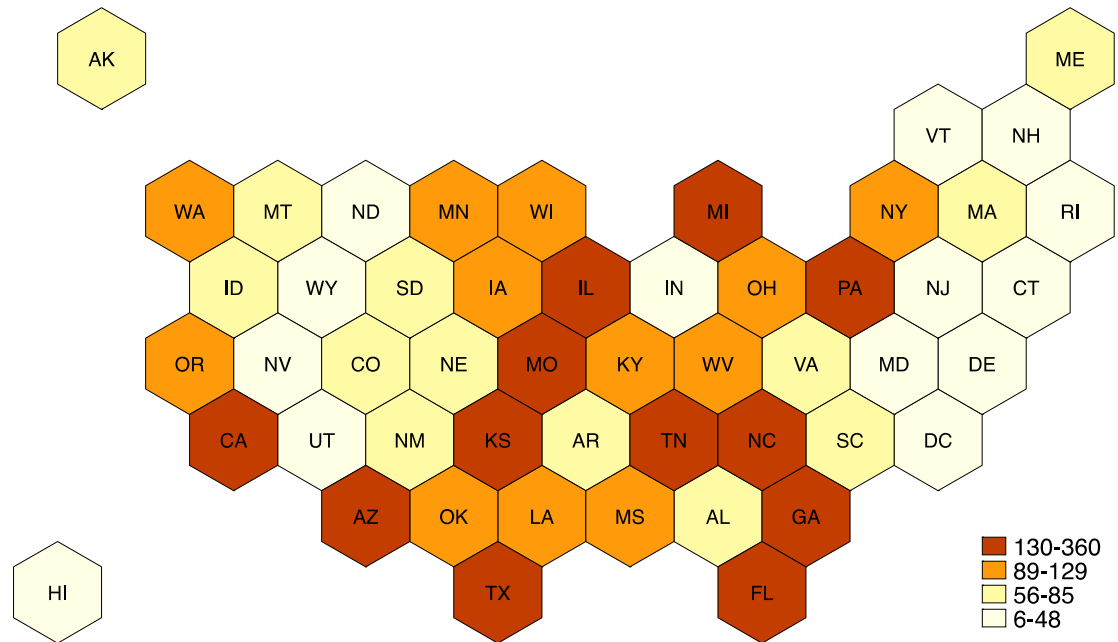 AK
ME
VT NH
WA MT ND MN WI MI NY MA RI
ID WY SD IA IL IN OH PA NJ CT
OR NV CO NE MO KY WV VA MD DE
CA UT NM KS AR TN NC SC DC
AZ OK LA MS AL GA
HI TX FL
130-360
89-129
56-85
6-48